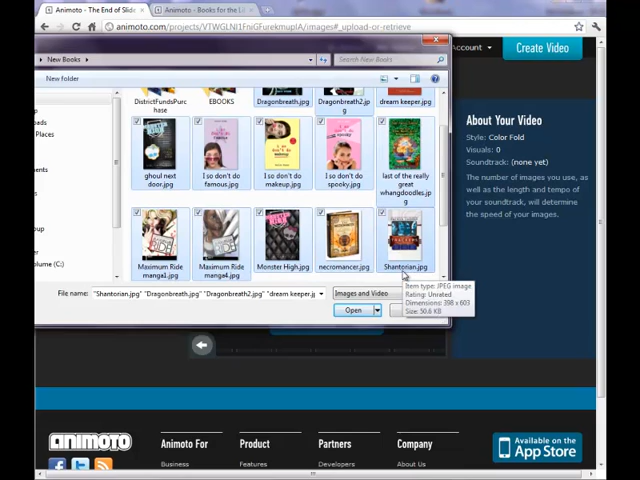 Animoto - The End of Slide
Animoto - Books for the L
animoto.com/projects/VTWGLNI1FniGFurekmupIA/images#_upload-or-retrieve
New Books
Search New Books
New folder
Account
Create Video
DistrictFundsPurchase
EBOOKS
Dragonbreath.jpg
Dragonbreath2.jpg
dream keeper.jpg
Places
ghoul next door.jpg
I so don't do famous.jpg
I so don't do makeup.jpg
I so don't do spooky.jpg
last of the really great whangdoodles.jpg
Maximum Ride manga1.jpg
Maximum Ride manga4.jpg
Monster High.jpg
necromancer.jpg
Shantorian.jpg
(C:)
File name:
"Shantorian.jpg" "Dragonbreath.jpg" "Dragonbreath2.jpg" "dream keeper.j
Images and Video
Open
Item type: JPEG image
Rating: Unrated
Dimensions: 398 x 603
Size: 50.6 KB
About Your Video
Style: Color Fold
Visuals: 0
Soundtrack: (none yet)
The number of images you use, as
well as the length and tempo of
your soundtrack, will determine
the speed of your images.
ANIMOTO
Animoto For
Product
Partners
Company
Business
Features
Developers
About Us
Available on the
App Store